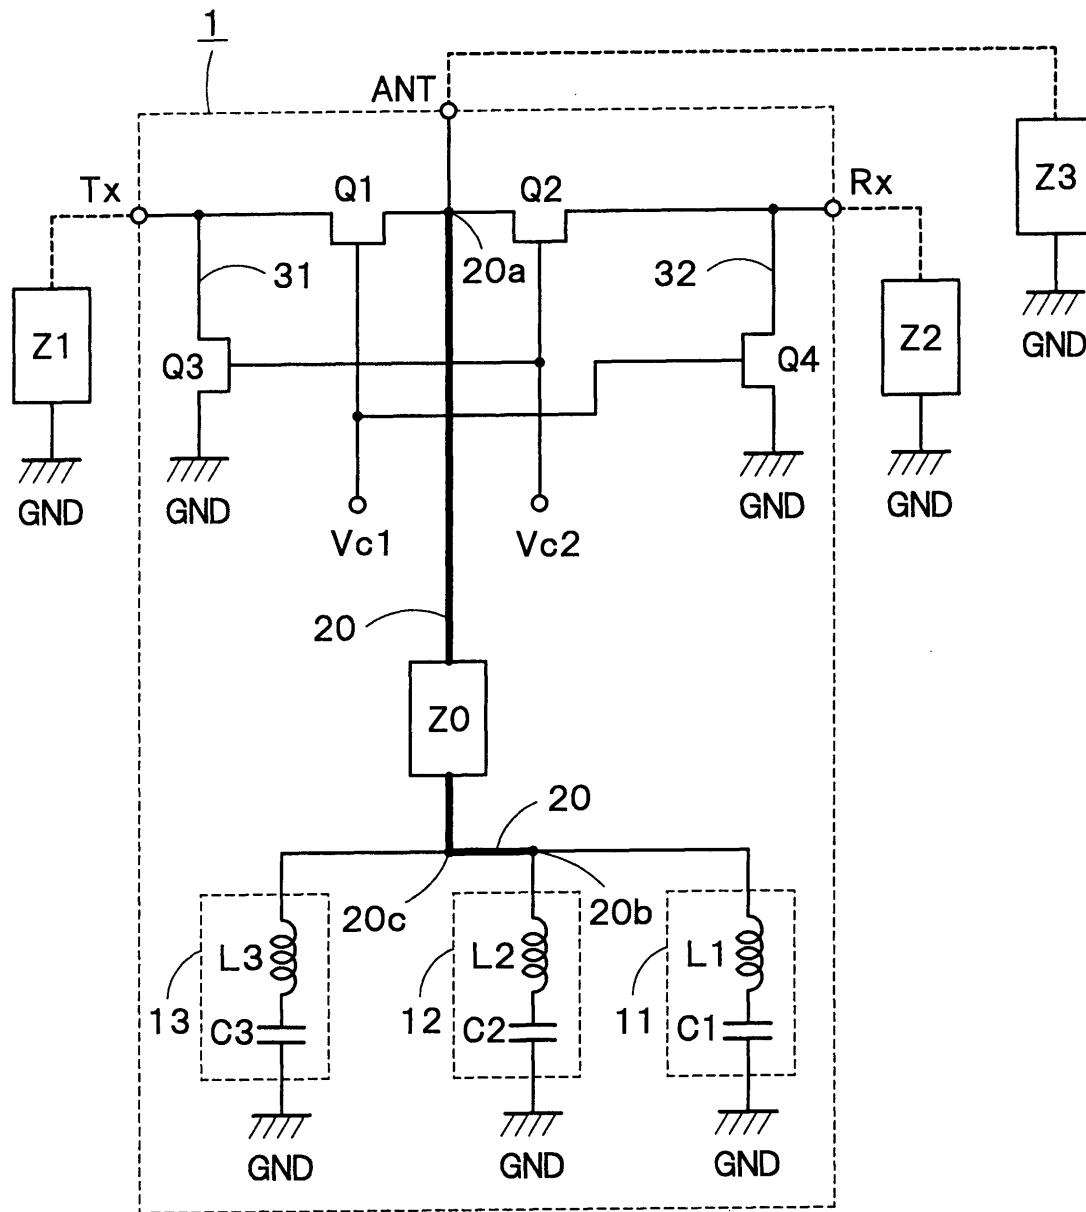 1
ANT
Tx
Q1
Q2
Rx
Z3
20a
31
32
Z1
Q3
Q4
Z2
GND
GND
GND
GND
GND
Vc1
Vc2
20
Z0
20
20c
20b
L3
L2
L1
13
C3
12
C2
11
C1
GND
GND
GND